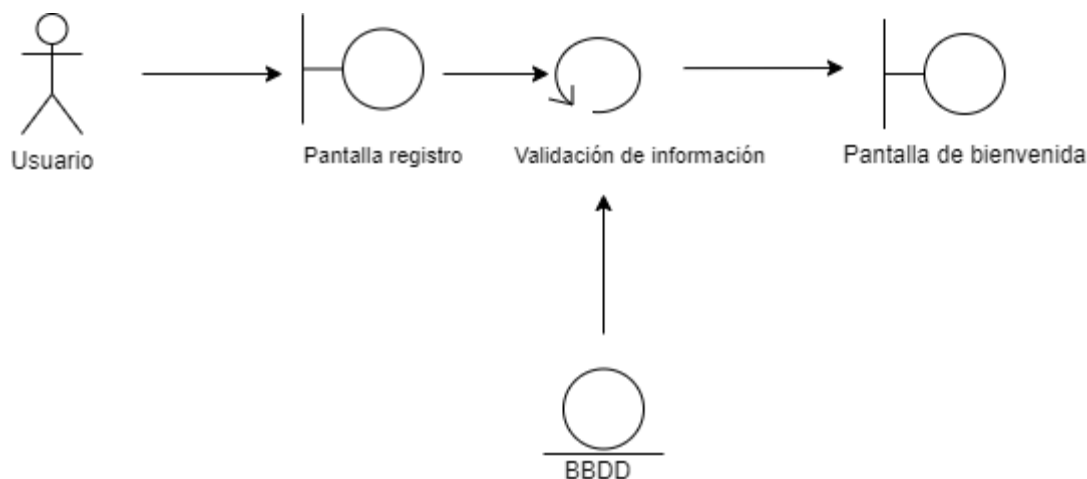 Usuario
Pantalla registro
Validación de información
Pantalla de bienvenida
BBDD